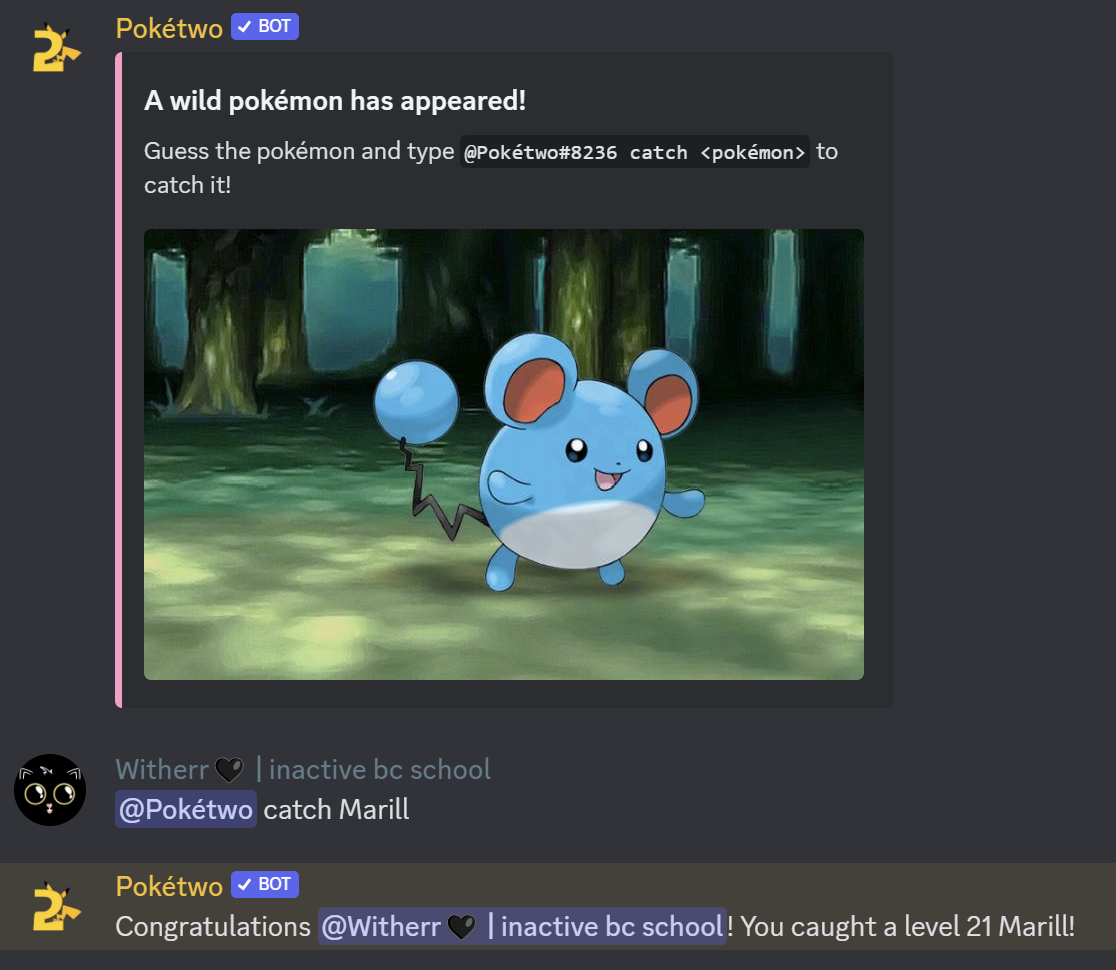 Pokétwo ✓ BOT
A wild pokémon has appeared!
Guess the pokémon and type @Pokétwo#8236 catch <pokémon> to
catch it!
Witherr🖤 | inactive bc school
@Pokétwo catch Marill
Pokétwo ✓ BOT
Congratulations @Witherr🖤 | inactive bc school! You caught a level 21 Marill!